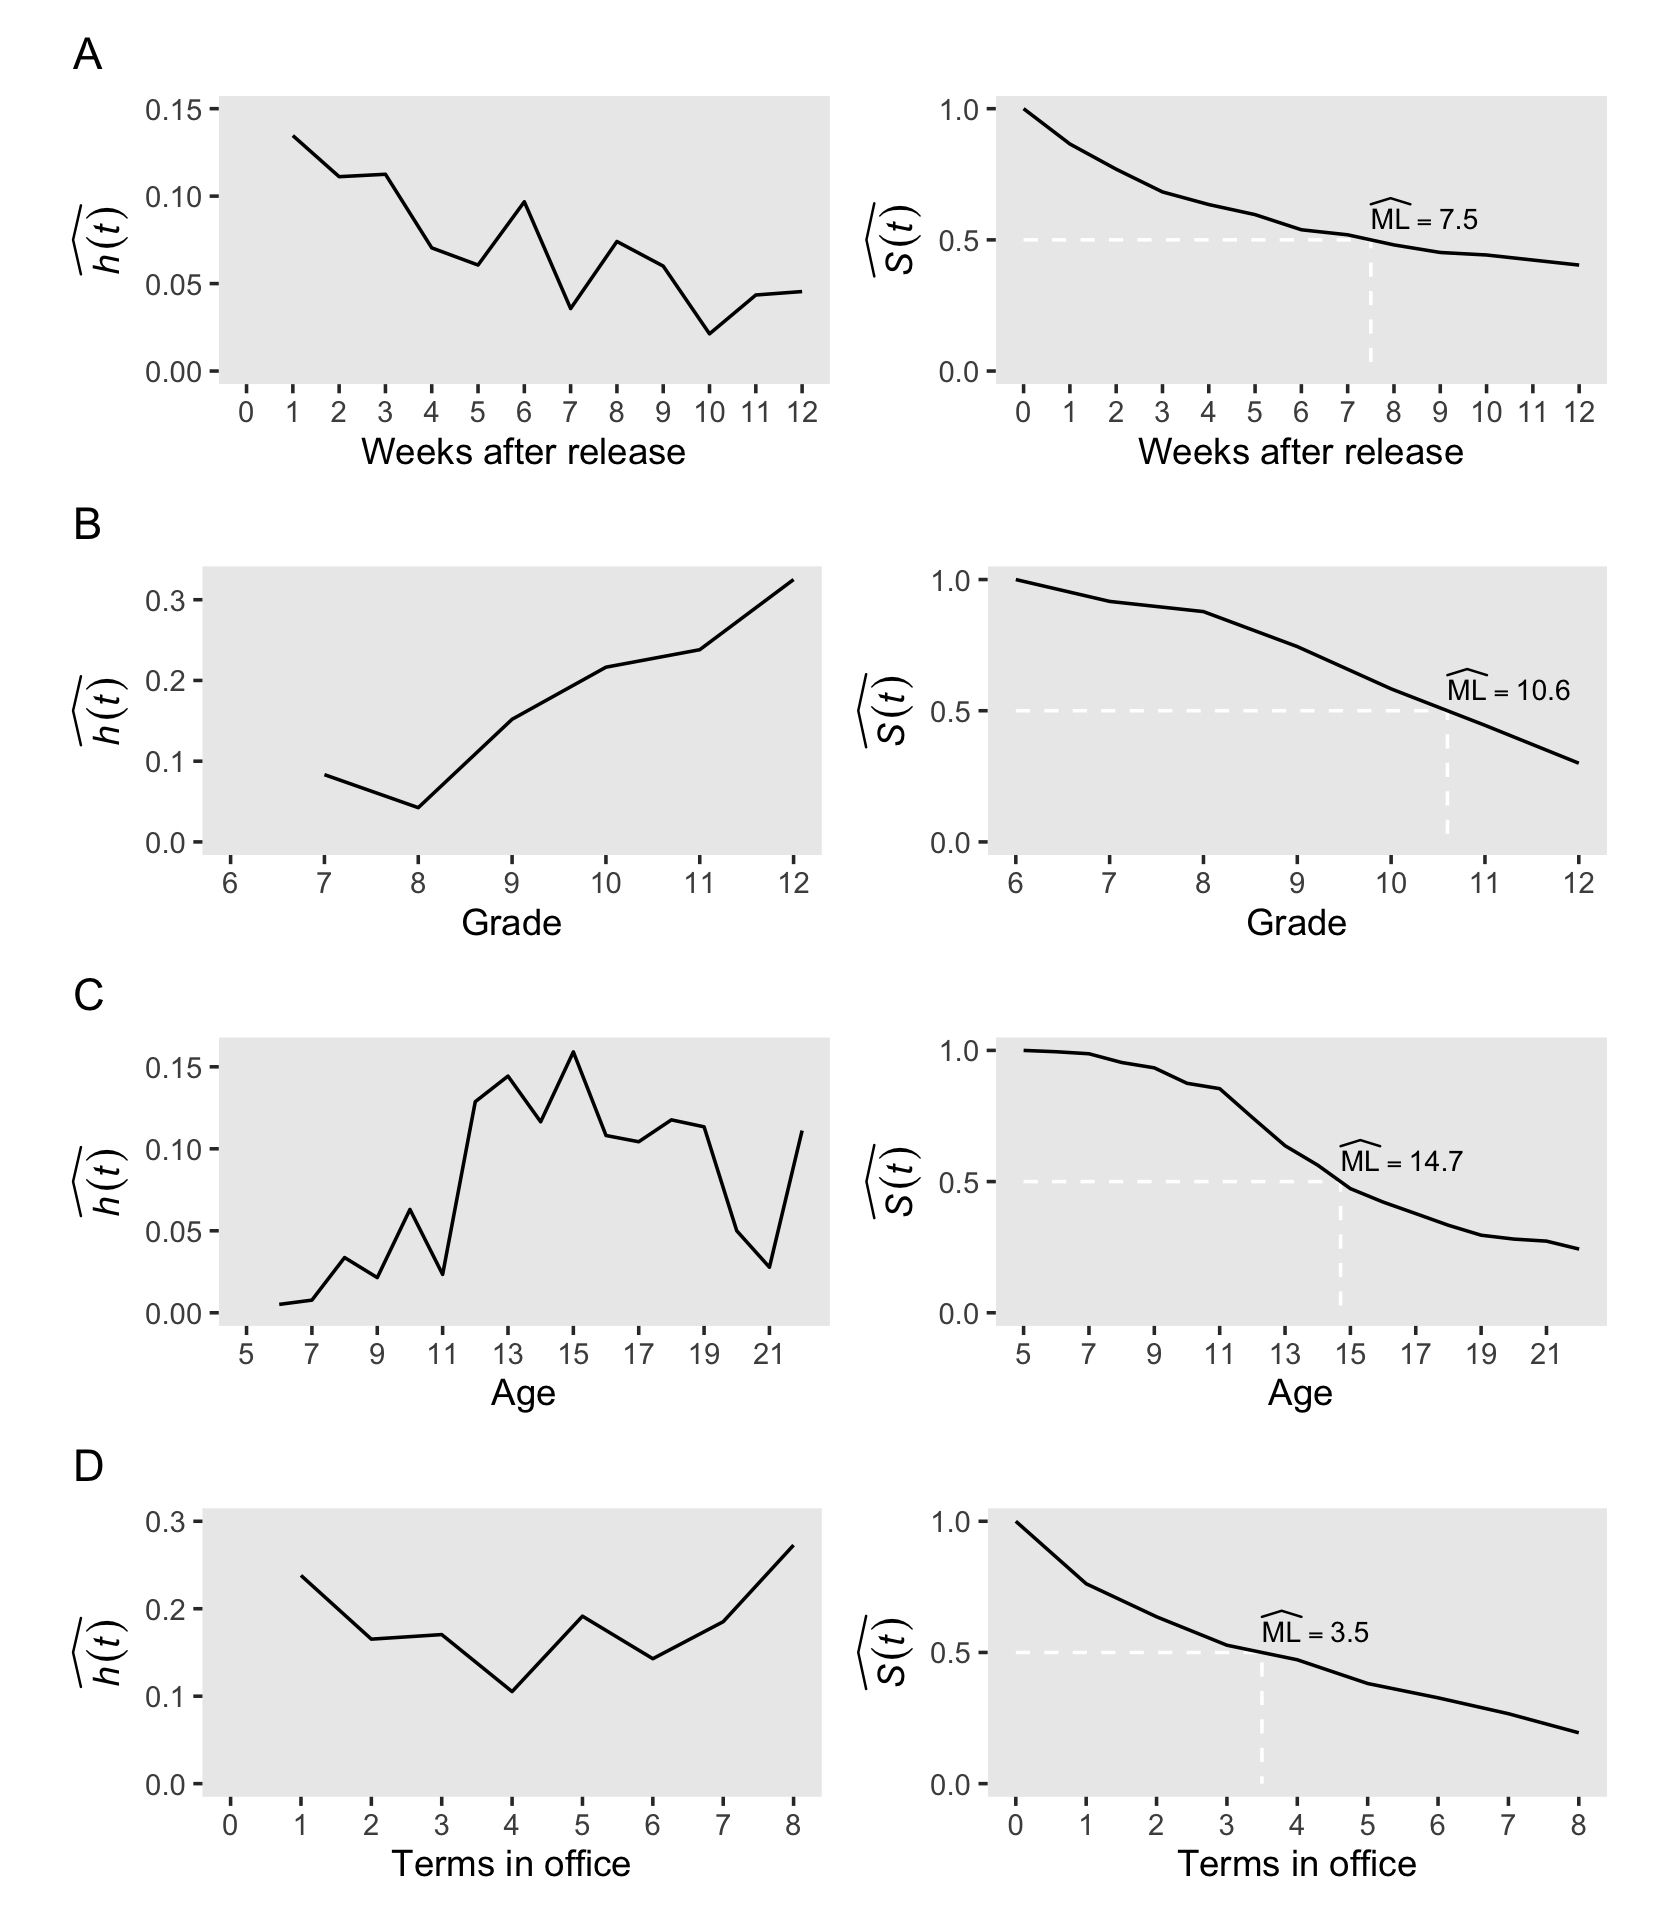 A
0.15
0.10
0.05
0.00
h(t)
0 1 2 3 4 5 6 7 8 9 10 11 12
Weeks after release
1.0
0.5
0.0
S(t)
ML = 7.5
0 1 2 3 4 5 6 7 8 9 10 11 12
Weeks after release
B
0.3
0.2
0.1
0.0
h(t)
6 7 8 9 10 11 12
Grade
1.0
0.5
0.0
S(t)
ML = 10.6
6 7 8 9 10 11 12
Grade
C
0.15
0.10
0.05
0.00
h(t)
5 7 9 11 13 15 17 19 21
Age
1.0
0.5
0.0
S(t)
ML = 14.7
5 7 9 11 13 15 17 19 21
Age
D
0.3
0.2
0.1
0.0
h(t)
0 1 2 3 4 5 6 7 8
Terms in office
1.0
0.5
0.0
S(t)
ML = 3.5
0 1 2 3 4 5 6 7 8
Terms in office